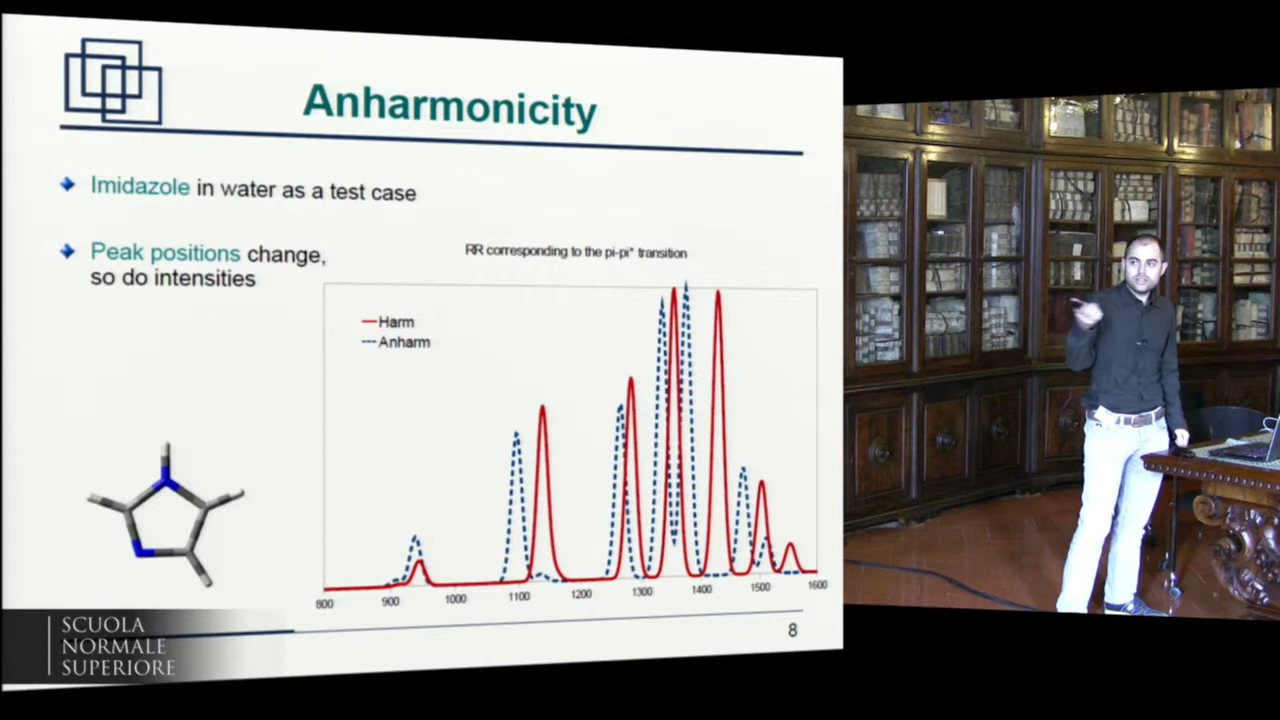 Anharmonicity
Imidazole in water as a test case
Peak positions change,
so do intensities
RR corresponding to the pi-pi* transition
Harm
Anharm
800 900 1000 1100 1200 1300 1400 1500 1600
8
SCUOLA
NORMALE
SUPERIORE